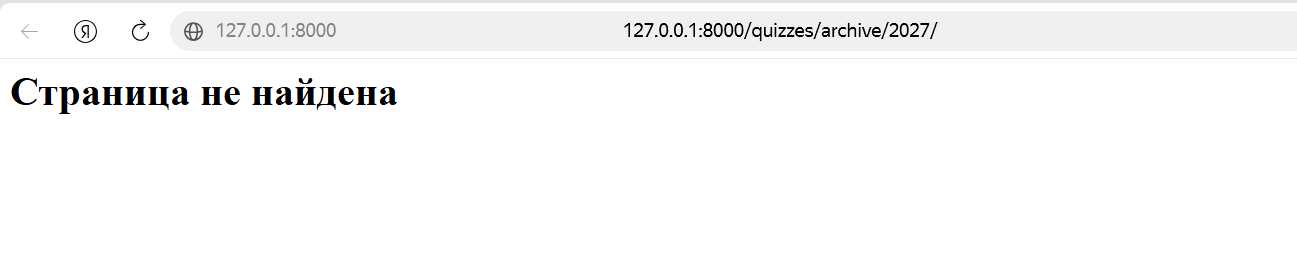 Я 127.0.0.1:8000 127.0.0.1:8000/quizzes/archive/2027/
Страница не найдена